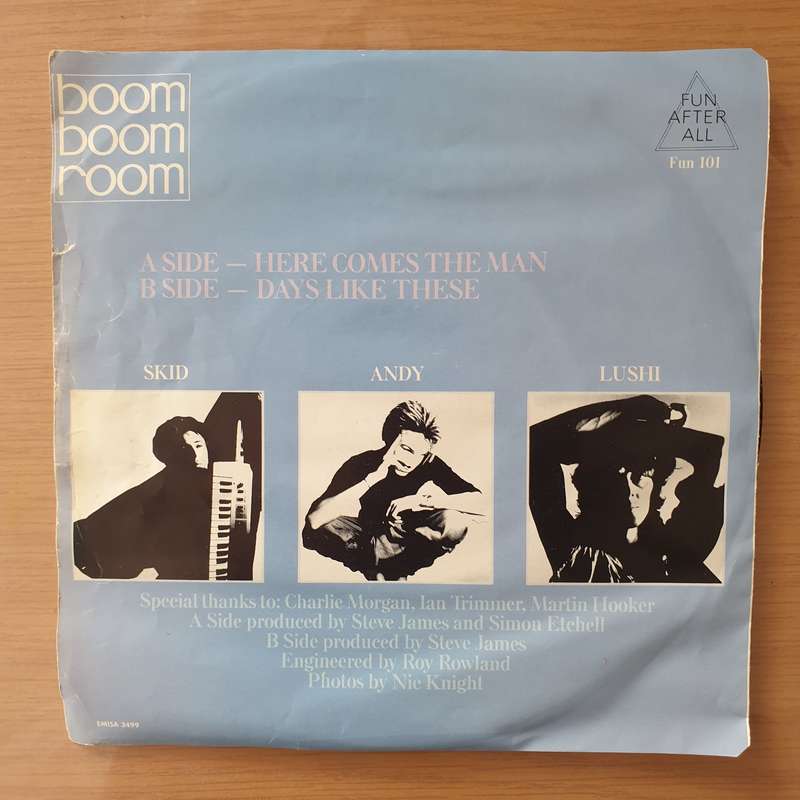 boom
boom
room
FUN
AFTER
ALL
Fun 101
A SIDE — HERE COMES THE MAN
B SIDE — DAYS LIKE THESE
SKID
ANDY
LUSHI
Special thanks to: Charlie Morgan, Ian Trimmer, Martin Hooker
A Side produced by Steve James and Simon Etchell
B Side produced by Steve James
Engineered by Roy Rowland
Photos by Nic Knight
EMISA 3499